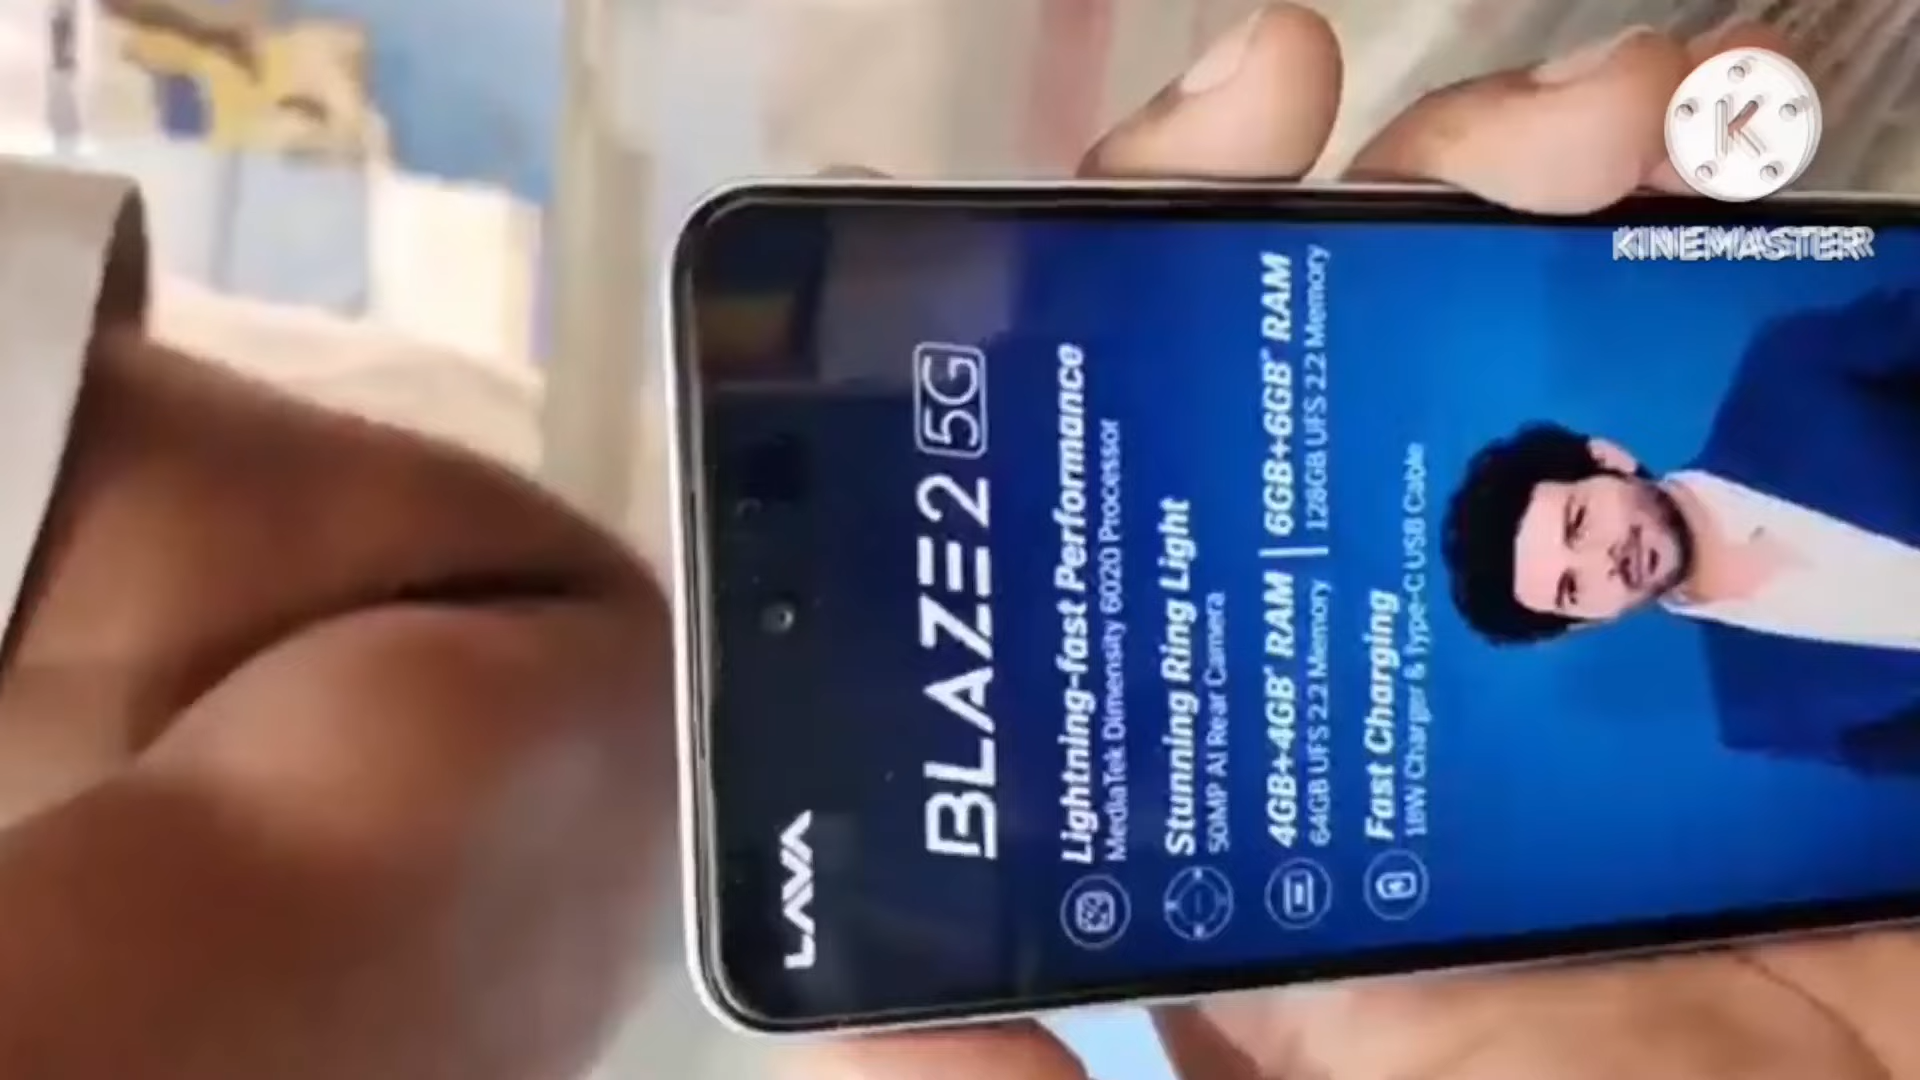 LAVA
BLAZE 2 5G
Lightning-fast Performance
MediaTek Dimensity 6020 Processor
Stunning Ring Light
50MP AI Rear Camera
4GB+4GB* RAM | 6GB+6GB* RAM
64GB UFS 2.2 Memory | 128GB UFS 2.2 Memory
Fast Charging
18W Charger & Type-C USB Cable
K
KINEMASTER